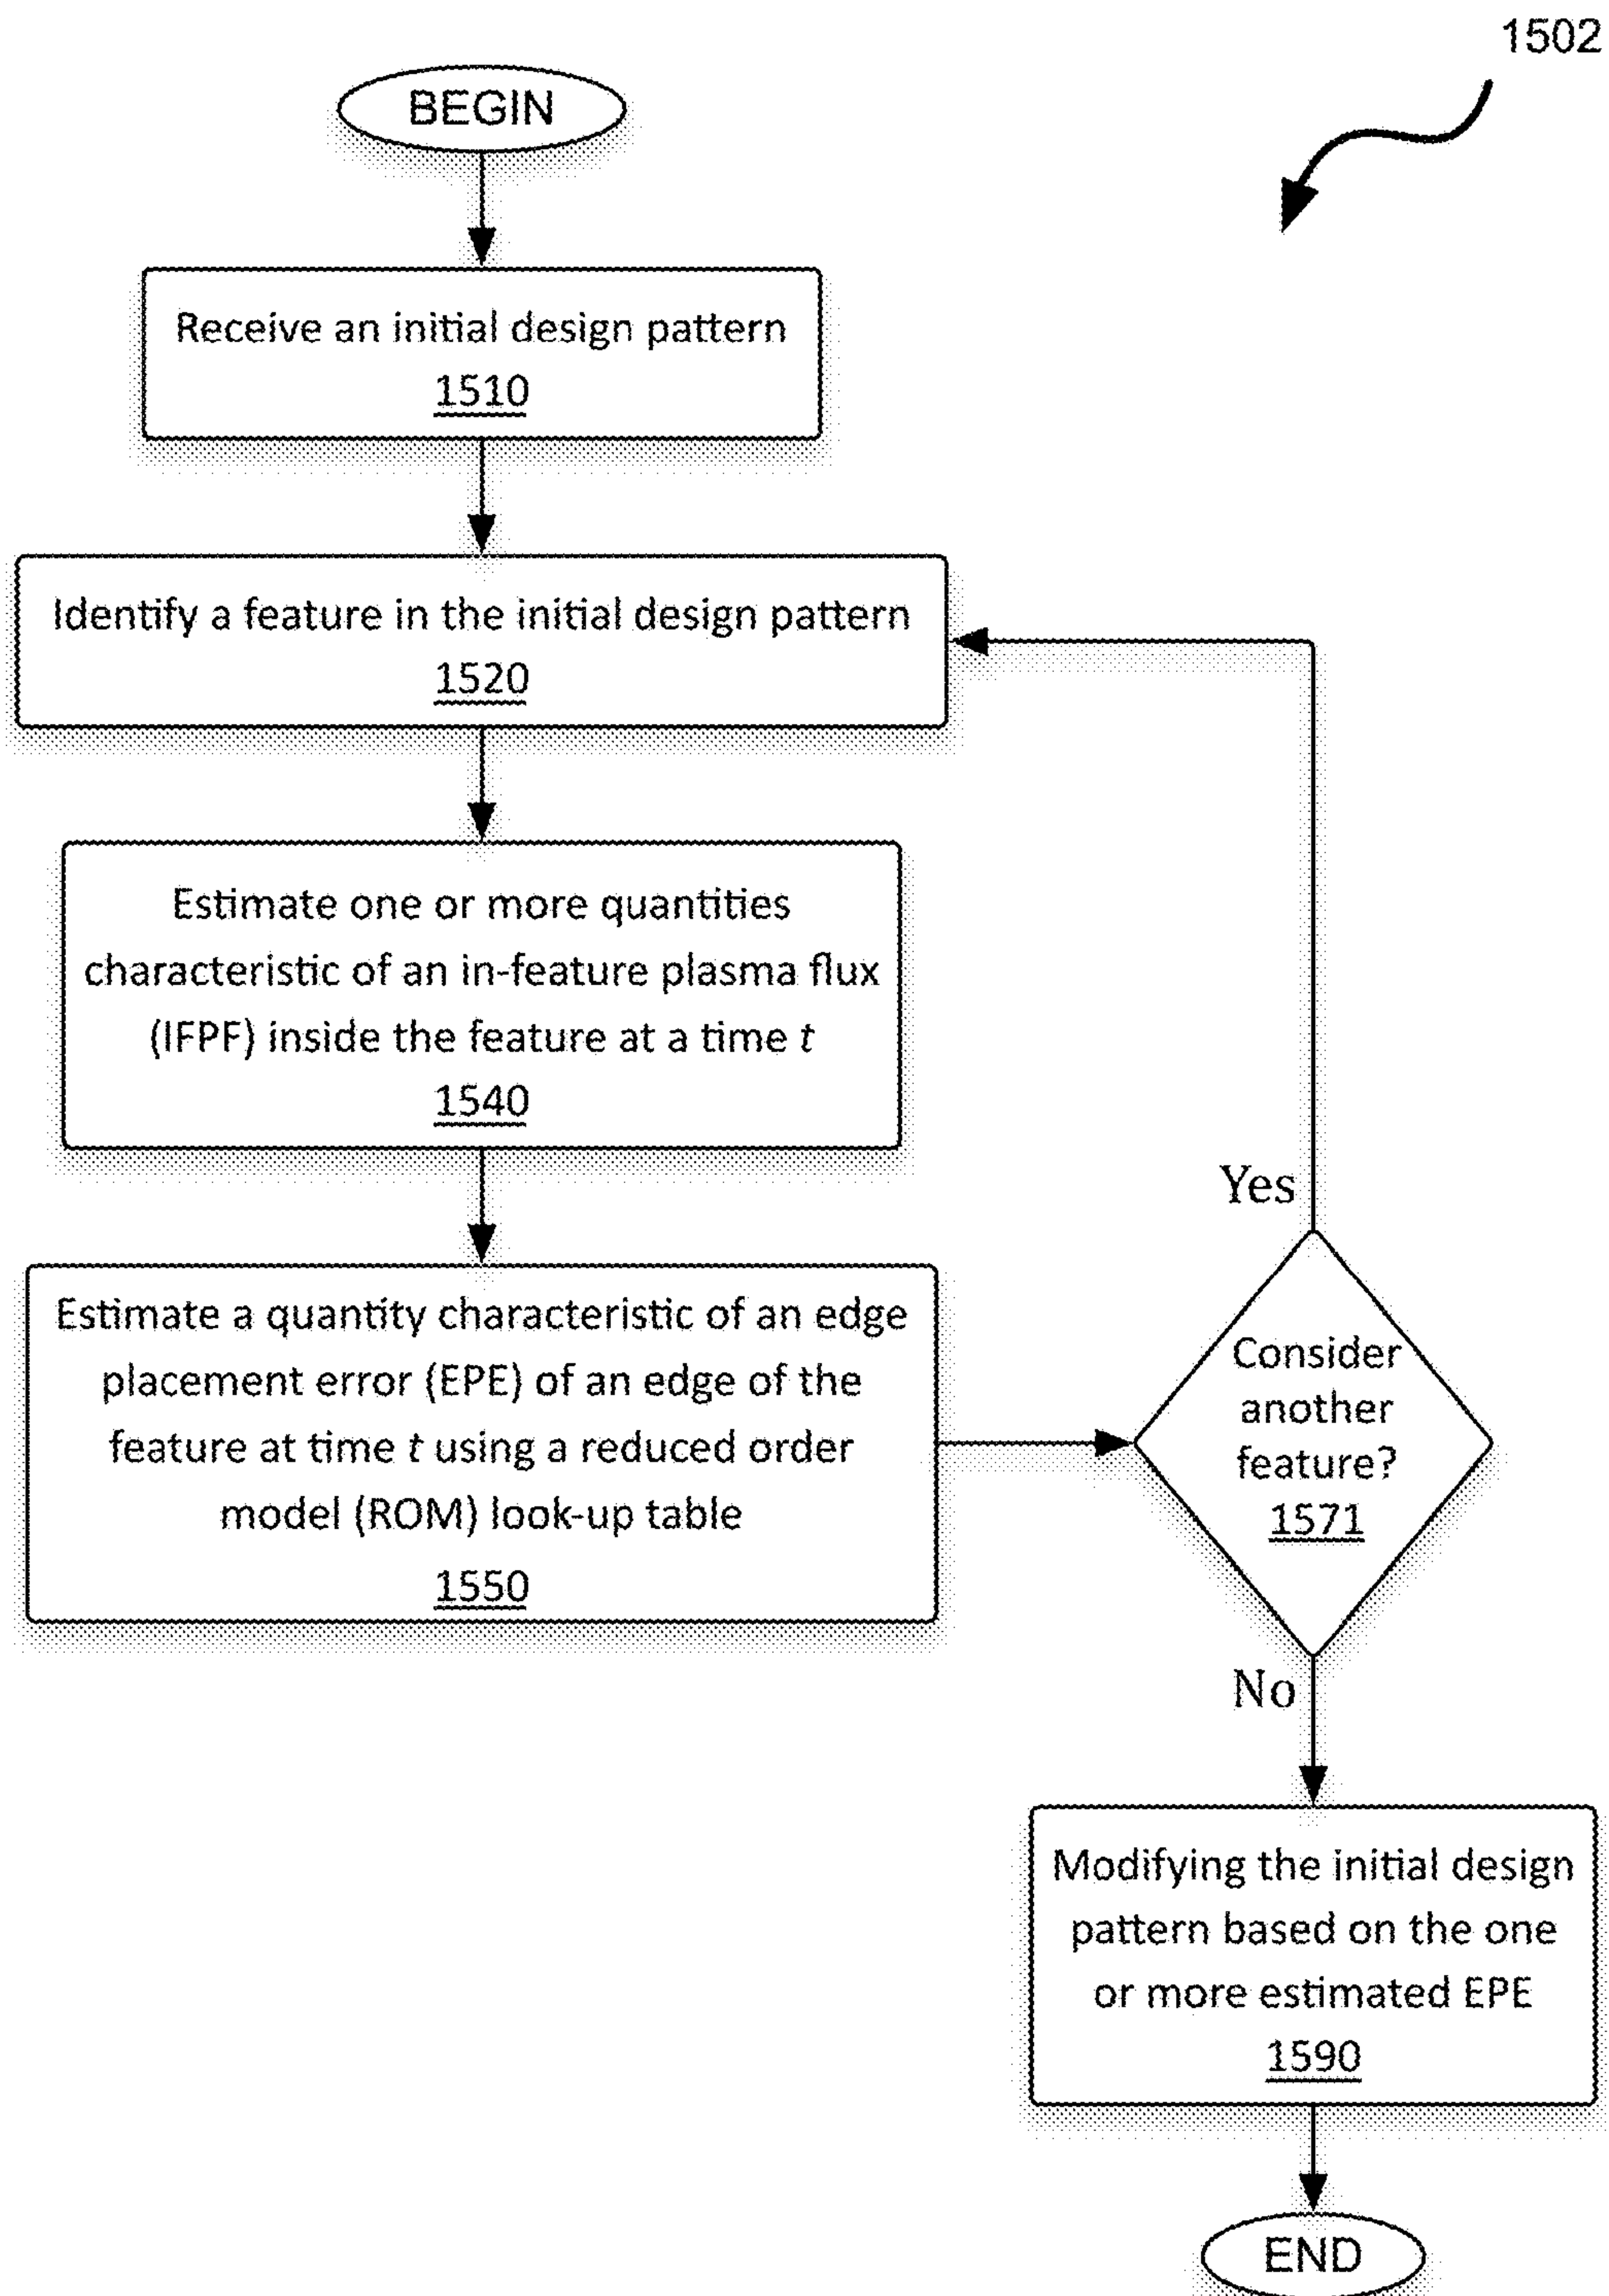 1502
BEGIN
Receive an initial design pattern
1510
Identify a feature in the initial design pattern
1520
Estimate one or more quantities
characteristic of an in-feature plasma flux
(IFPF) inside the feature at a time t
1540
Estimate a quantity characteristic of an edge
placement error (EPE) of an edge of the
feature at time t using a reduced order
model (ROM) look-up table
1550
Yes
Consider
another
feature?
1571
No
Modifying the initial design
pattern based on the one
or more estimated EPE
1590
END